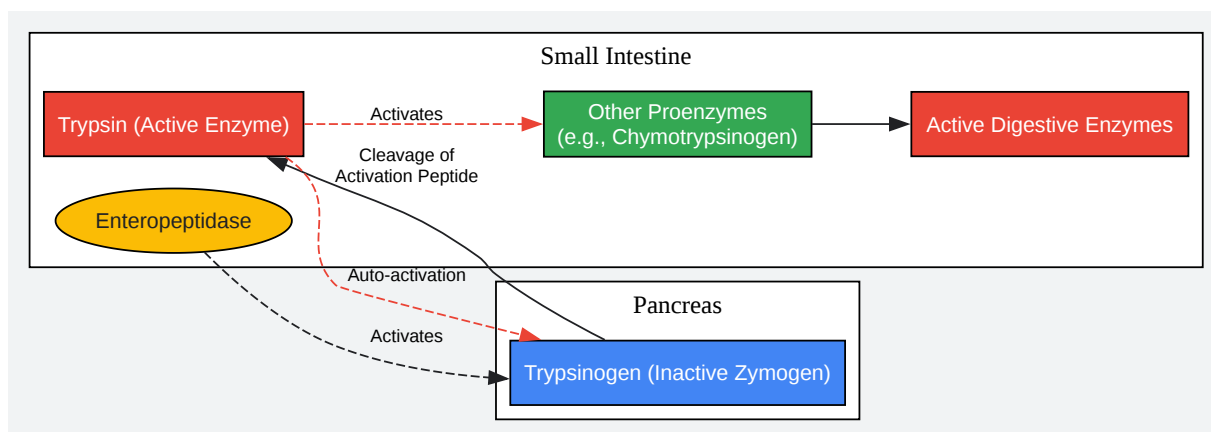 Small Intestine
Trypsin (Active Enzyme)
Activates
Other Proenzymes
(e.g., Chymotrypsinogen)
Active Digestive Enzymes
Cleavage of
Activation Peptide
Enteropeptidase
Auto-activation
Pancreas
Activates
Trypsinogen (Inactive Zymogen)